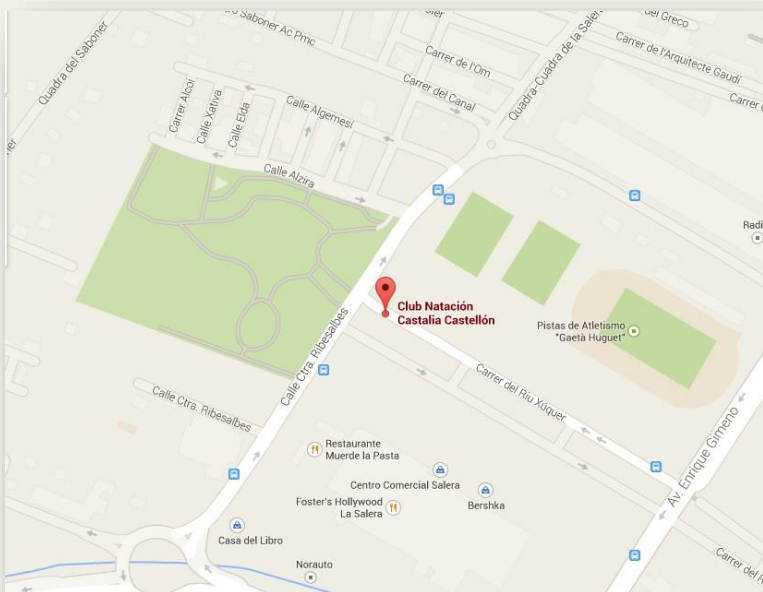 Quadra del Saboner
Saboner Ac Pmc
del Greco
Carrer de l'Om
Quadra-Cuadra de la Salera
Carrer de l'Arquitecte Gaudí
Carrer del Canal
Carrer Alcoi
Calle Xativa
Calle Elda
Calle Algemesí
Calle Alzira
Club Natación
Castalia Castellón
Pistas de Atletismo
"Gaetà Huguet"
Calle Ctra. Ribesalbes
Carrer del Riu Xúquer
Calle Ctra. Ribesalbes
Av. Enrique Gimeno
Restaurante
Muerde la Pasta
Centro Comercial Salera
Bershka
Foster's Hollywood
La Salera
Casa del Libro
Norauto